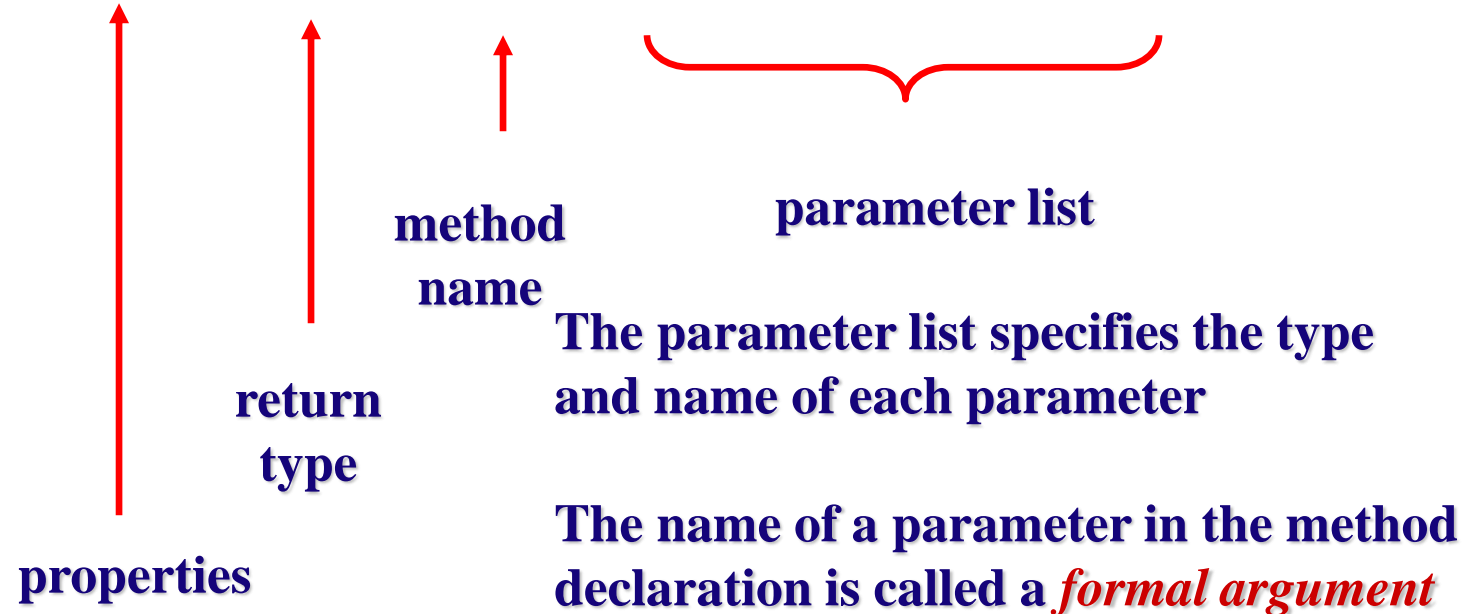 method
name
parameter list
The parameter list specifies the type
and name of each parameter
return
type
The name of a parameter in the method
declaration is called a formal argument
properties